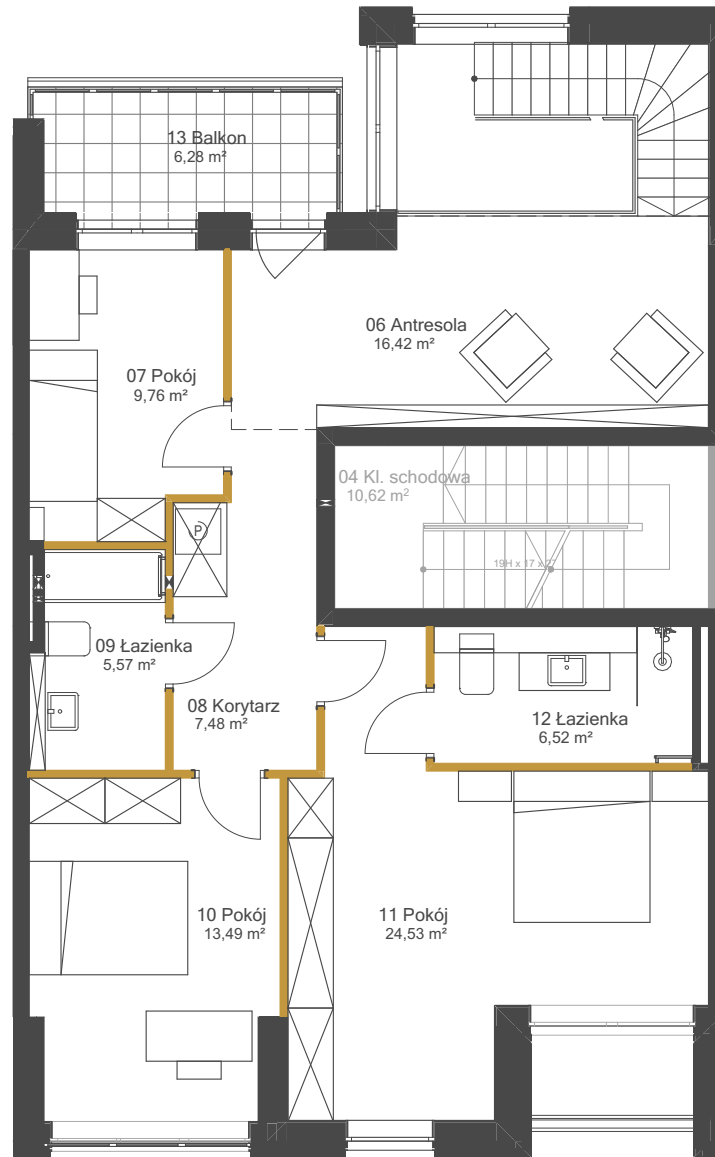 13 Balkon
6,28 m²
06 Antresola
16,42 m²
07 Pokój
9,76 m²
04 Kl. schodowa
10,62 m²
P
19H x 17 x 27
09 Łazienka
5,57 m²
08 Korytarz
7,48 m²
12 Łazienka
6,52 m²
10 Pokój
13,49 m²
11 Pokój
24,53 m²